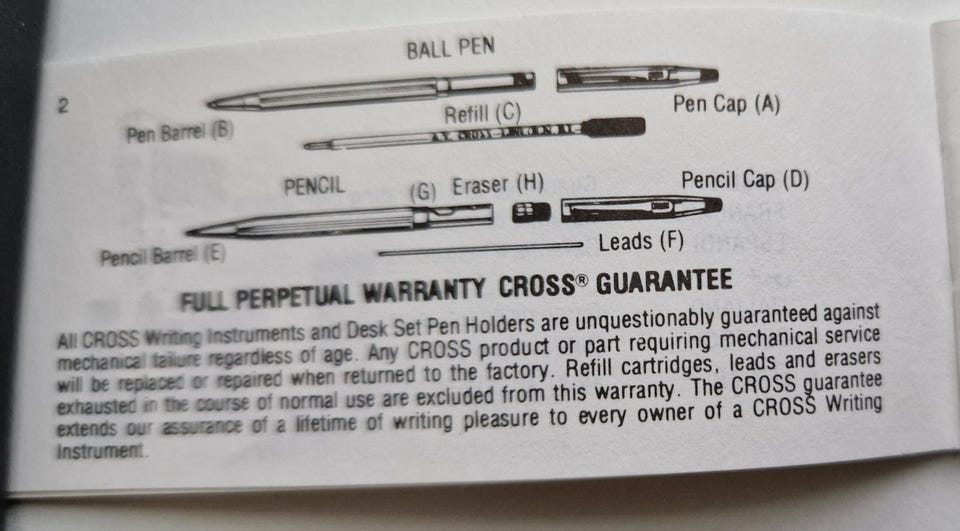 BALL PEN
2
Pen Cap (A)
Refill (C)
Pen Barrel (B)
A.T. CROSS LINCOLN, R.I.
PENCIL (G) Eraser (H) Pencil Cap (D)
Leads (F)
Pencil Barrel (E)
FULL PERPETUAL WARRANTY CROSS® GUARANTEE
All CROSS Writing Instruments and Desk Set Pen Holders are unquestionably guaranteed against
mechanical failure regardless of age. Any CROSS product or part requiring mechanical service
will be replaced or repaired when returned to the factory. Refill cartridges, leads and erasers
exhausted in the course of normal use are excluded from this warranty. The CROSS guarantee
extends our assurance of a lifetime of writing pleasure to every owner of a CROSS Writing
Instrument.